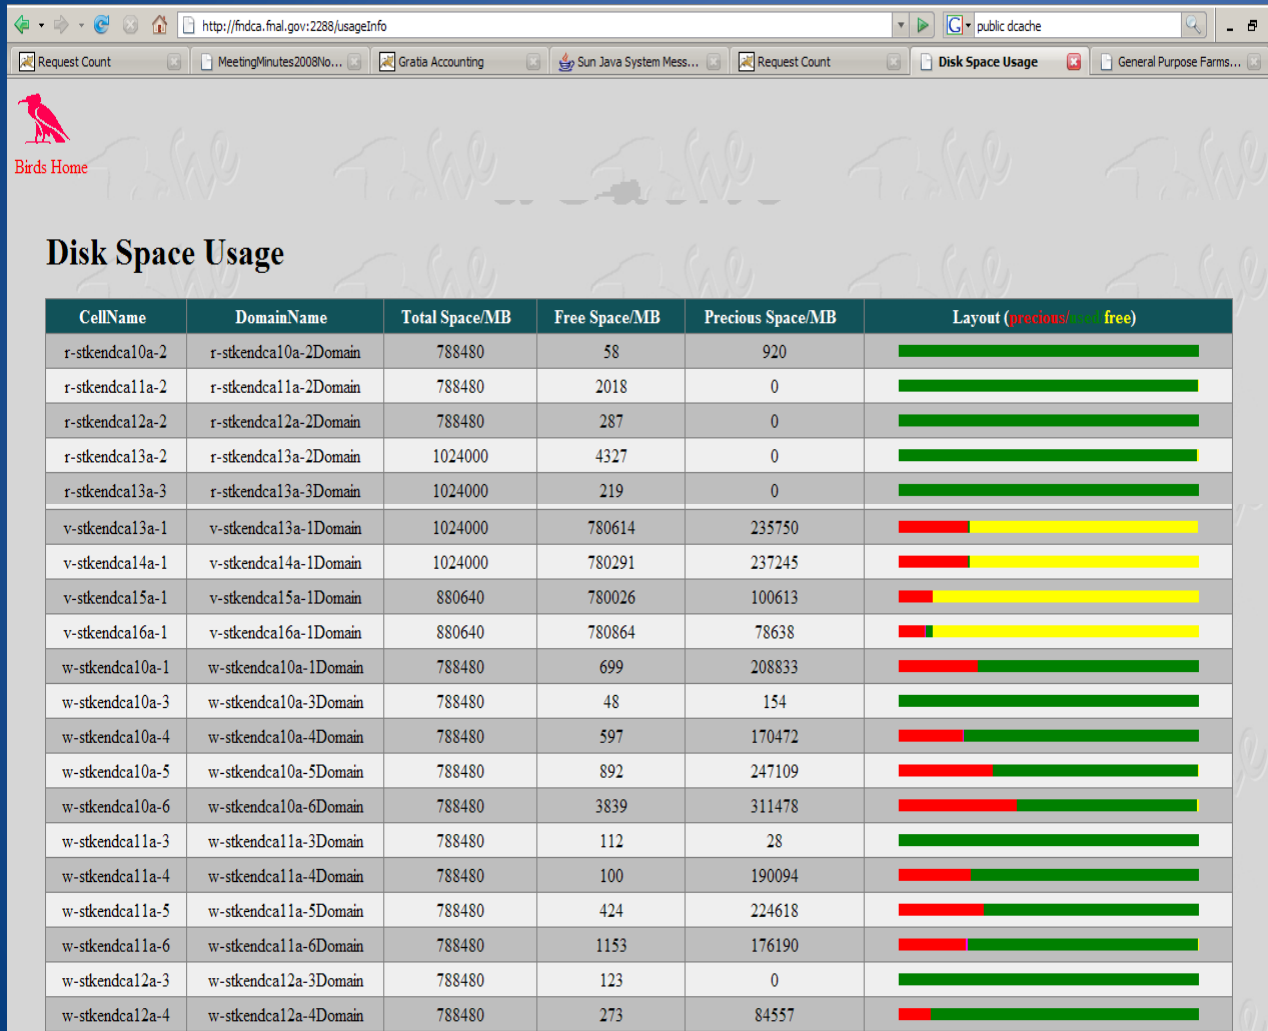 http://fndca.fnal.gov:2288/usageInfo
G public dcache
Request Count MeetingMinutes2008No... Gratia Accounting Sun Java System Mess... Request Count Disk Space Usage General Purpose Farms...
Birds Home
Disk Space Usage
CellName DomainName Total Space/MB Free Space/MB Precious Space/MB Layout (precious/used/free)
r-stkendca10a-2 r-stkendca10a-2Domain 788480 58 920
r-stkendca11a-2 r-stkendca11a-2Domain 788480 2018 0
r-stkendca12a-2 r-stkendca12a-2Domain 788480 287 0
r-stkendca13a-2 r-stkendca13a-2Domain 1024000 4327 0
r-stkendca13a-3 r-stkendca13a-3Domain 1024000 219 0
v-stkendca13a-1 v-stkendca13a-1Domain 1024000 780614 235750
v-stkendca14a-1 v-stkendca14a-1Domain 1024000 780291 237245
v-stkendca15a-1 v-stkendca15a-1Domain 880640 780026 100613
v-stkendca16a-1 v-stkendca16a-1Domain 880640 780864 78638
w-stkendca10a-1 w-stkendca10a-1Domain 788480 699 208833
w-stkendca10a-3 w-stkendca10a-3Domain 788480 48 154
w-stkendca10a-4 w-stkendca10a-4Domain 788480 597 170472
w-stkendca10a-5 w-stkendca10a-5Domain 788480 892 247109
w-stkendca10a-6 w-stkendca10a-6Domain 788480 3839 311478
w-stkendca11a-3 w-stkendca11a-3Domain 788480 112 28
w-stkendca11a-4 w-stkendca11a-4Domain 788480 100 190094
w-stkendca11a-5 w-stkendca11a-5Domain 788480 424 224618
w-stkendca11a-6 w-stkendca11a-6Domain 788480 1153 176190
w-stkendca12a-3 w-stkendca12a-3Domain 788480 123 0
w-stkendca12a-4 w-stkendca12a-4Domain 788480 273 84557